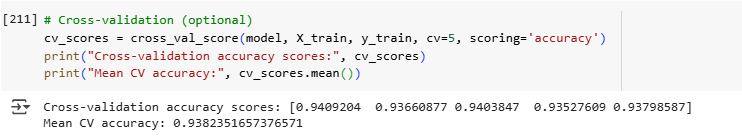 [211] # Cross-validation (optional)
cv_scores = cross_val_score(model, X_train, y_train, cv=5, scoring='accuracy')
print("Cross-validation accuracy scores:", cv_scores)
print("Mean CV accuracy:", cv_scores.mean())
Cross-validation accuracy scores: [0.9409204  0.93660877 0.9403847  0.93527609 0.93798587]
Mean CV accuracy: 0.9382351657376571